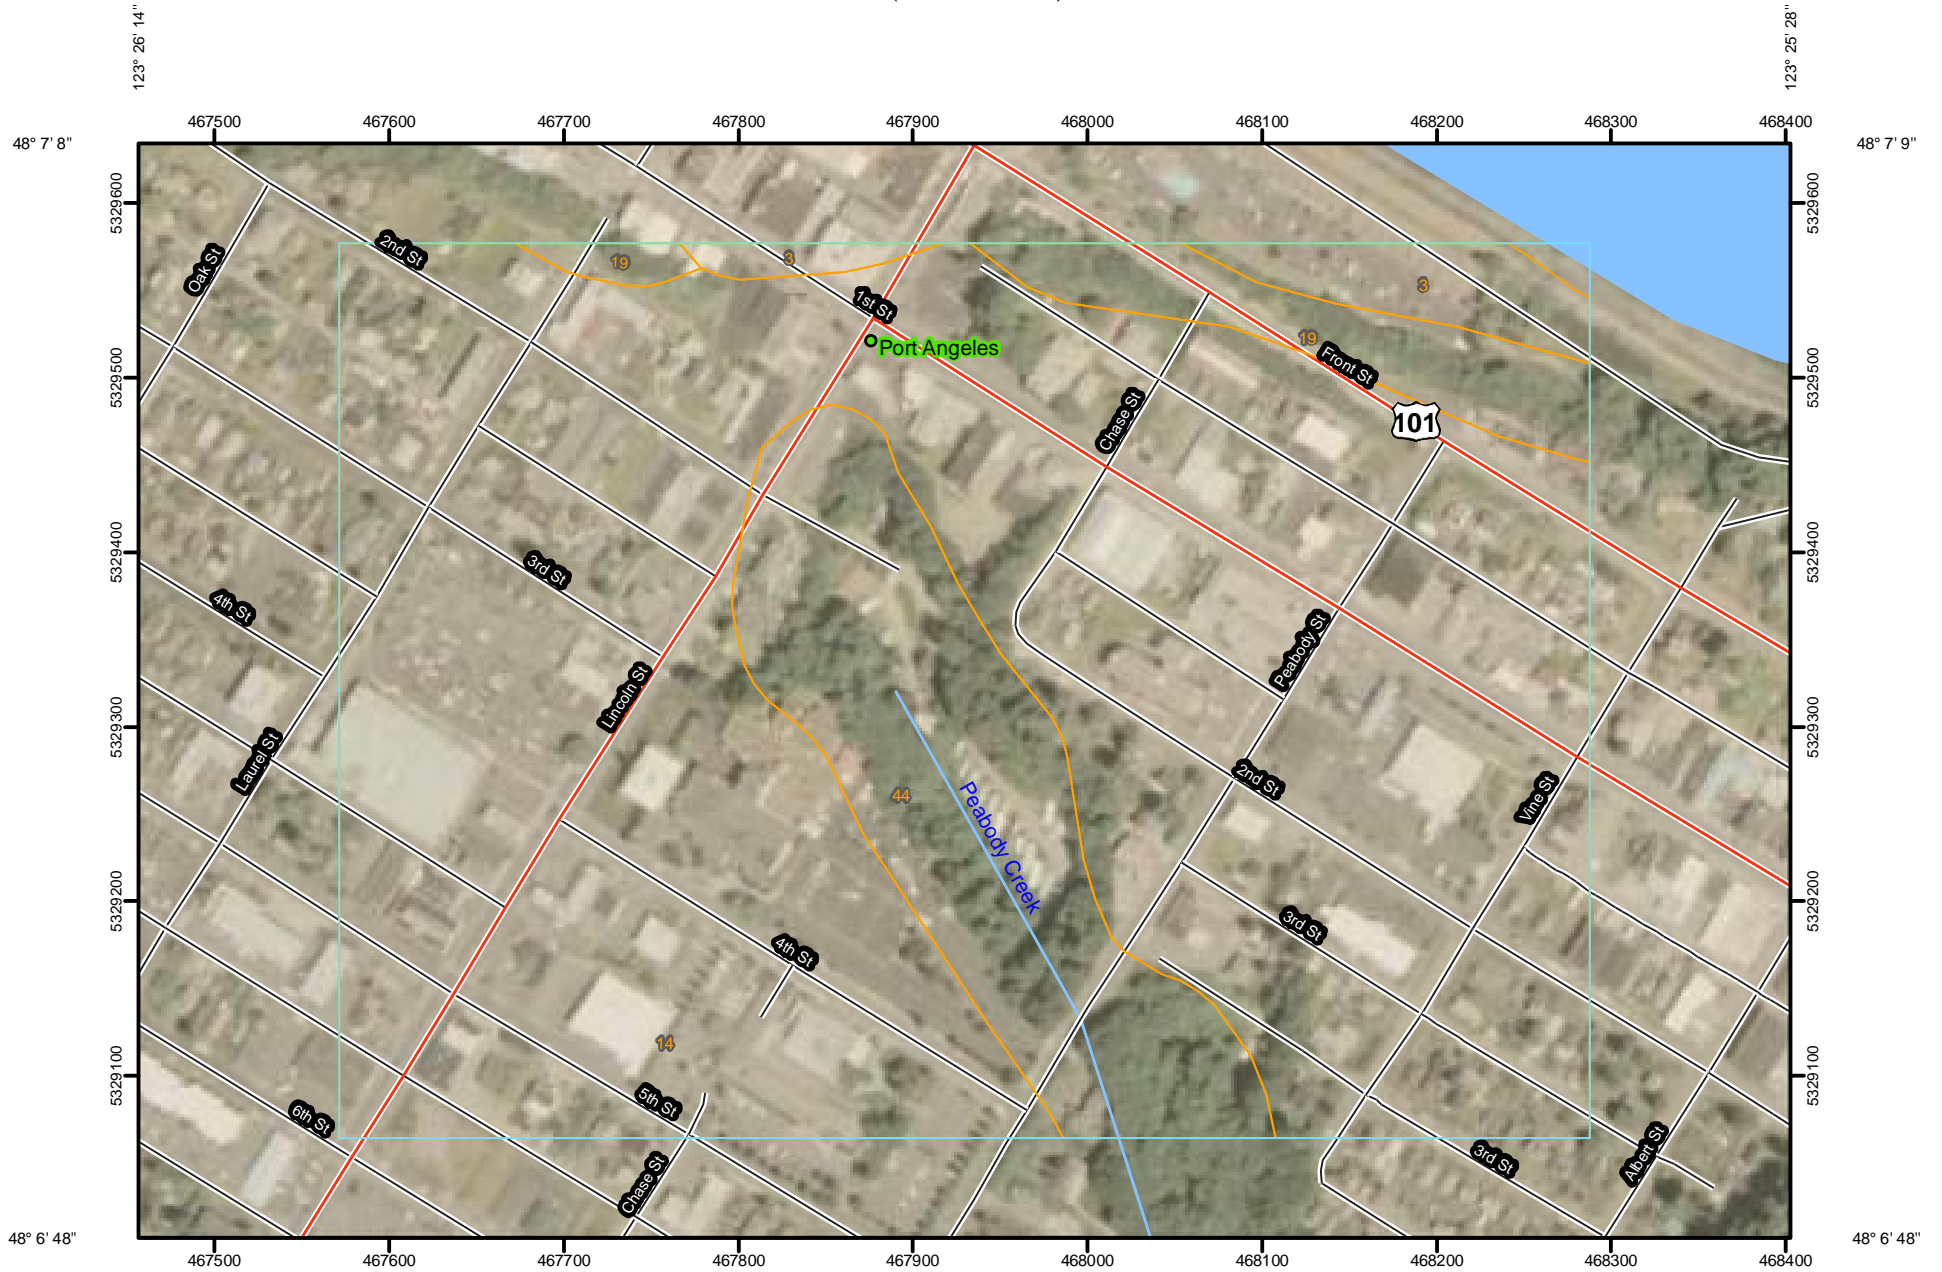 123° 26' 14"
123° 25' 28"
467500 467600 467700 467800 467900 468000 468100 468200 468300 468400
48° 7' 8"
48° 7' 9"
5329600
5329600
2nd St
Oak St
19
3
3
1st St
19
Port Angeles
Front St
5329500
5329500
Chase St
101
5329400
5329400
3rd St
4th St
Peabody St
Lincoln St
5329300
5329300
Laurel St
2nd St
44
Vine St
Peabody Creek
5329200
5329200
3rd St
4th St
14
5329100
5329100
5th St
6th St
Chase St
3rd St
Albert St
48° 6' 48"
48° 6' 48"
467500 467600 467700 467800 467900 468000 468100 468200 468300 468400